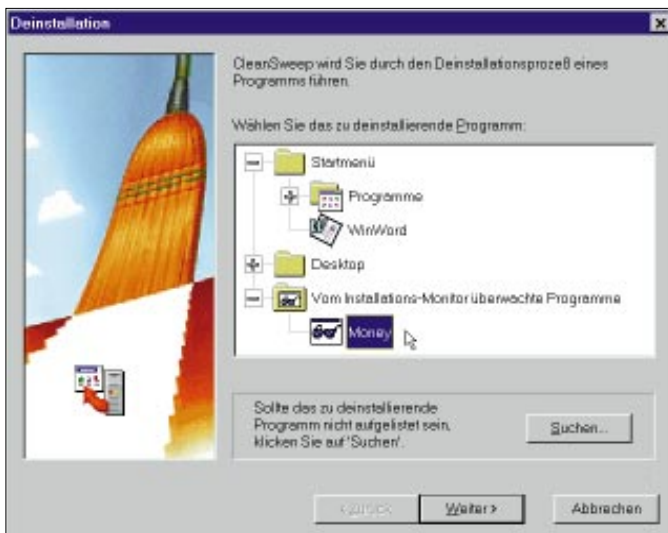 Deinstallation
CleanSweep wird Sie durch den Deinstallationsprozeß eines
Programms führen.
Wählen Sie das zu deinstallierende Programm:
Startmenü
Programme
WinWord
Desktop
Vom Installations-Monitor überwachte Programme
Money
Sollte das zu deinstallierende
Programm nicht aufgelistet sein,
klicken Sie auf 'Suchen'.
Suchen...
< Zurück
Weiter >
Abbrechen